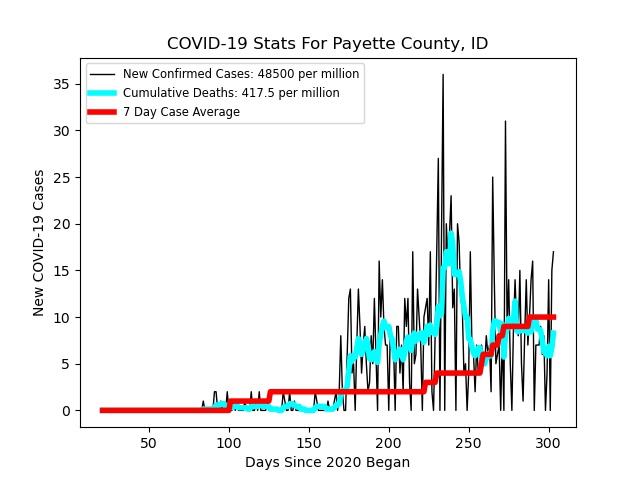 COVID-19 Stats For Payette County, ID
New Confirmed Cases: 48500 per million
Cumulative Deaths: 417.5 per million
7 Day Case Average
New COVID-19 Cases
35
30
25
20
15
10
5
0
50 100 150 200 250 300
Days Since 2020 Began